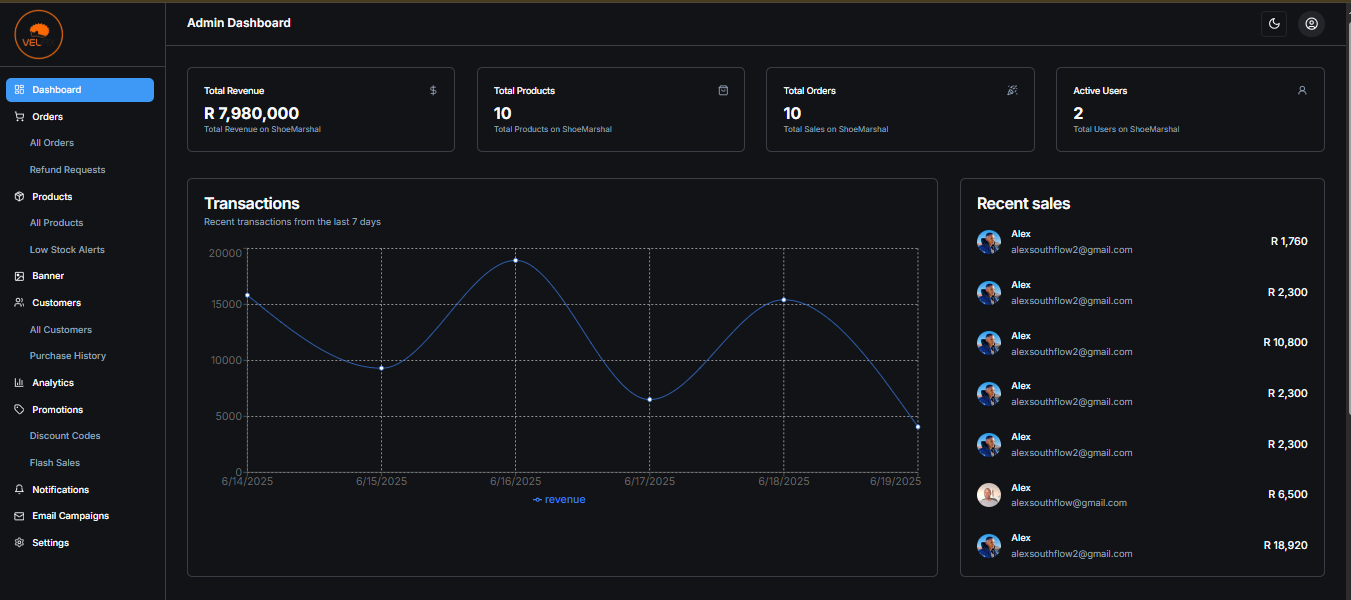 VEL
Admin Dashboard
Dashboard
Orders
All Orders
Refund Requests
Products
All Products
Low Stock Alerts
Banner
Customers
All Customers
Purchase History
Analytics
Promotions
Discount Codes
Flash Sales
Notifications
Email Campaigns
Settings
Total Revenue
$
R 7,980,000
Total Revenue on ShoeMarshal
Total Products
10
Total Products on ShoeMarshal
Total Orders
10
Total Sales on ShoeMarshal
Active Users
2
Total Users on ShoeMarshal
Transactions
Recent transactions from the last 7 days
20000
15000
10000
5000
0
6/14/2025 6/15/2025 6/16/2025 6/17/2025 6/18/2025 6/19/2025
revenue
Recent sales
Alex
alexsouthflow2@gmail.com
R 1,760
Alex
alexsouthflow2@gmail.com
R 2,300
Alex
alexsouthflow2@gmail.com
R 10,800
Alex
alexsouthflow2@gmail.com
R 2,300
Alex
alexsouthflow2@gmail.com
R 2,300
Alex
alexsouthflow@gmail.com
R 6,500
Alex
alexsouthflow2@gmail.com
R 18,920